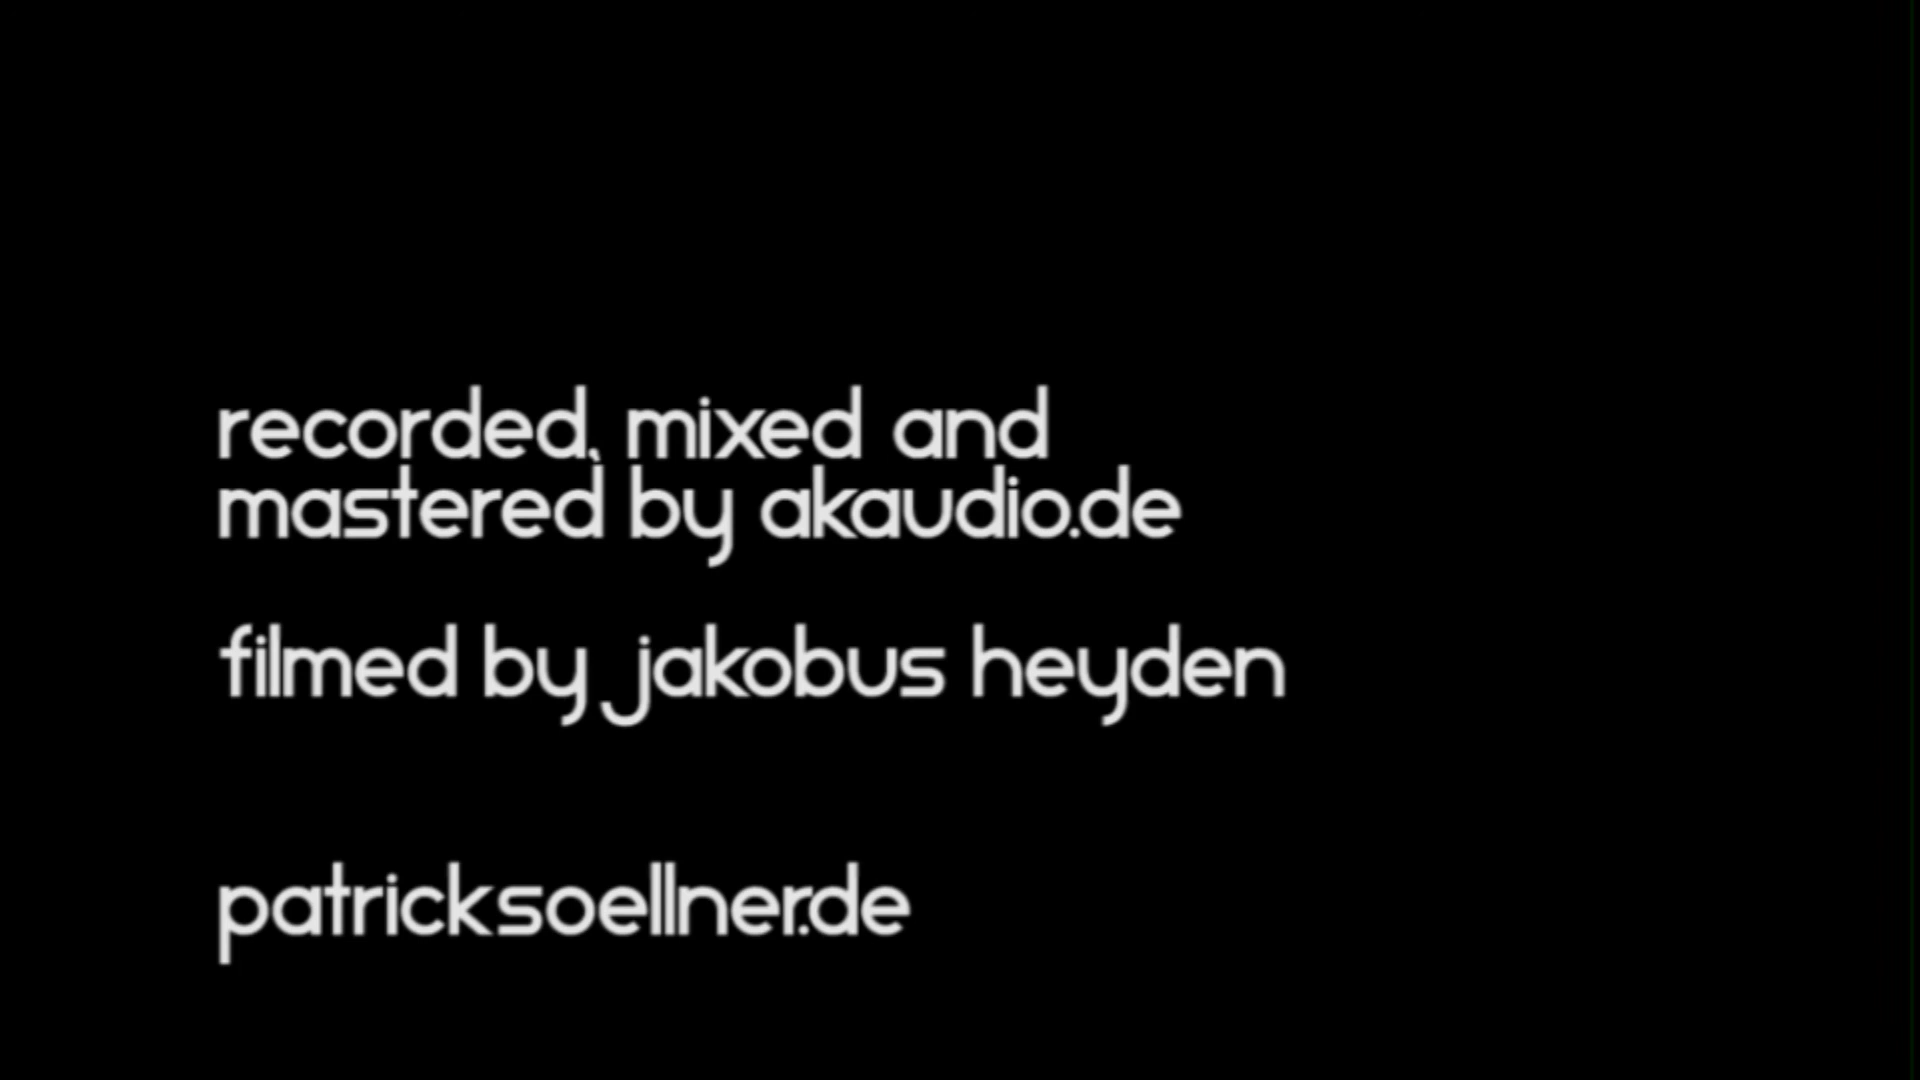 recorded, mixed and
mastered by akaudio.de
filmed by jakobus heyden
patricksoellner.de